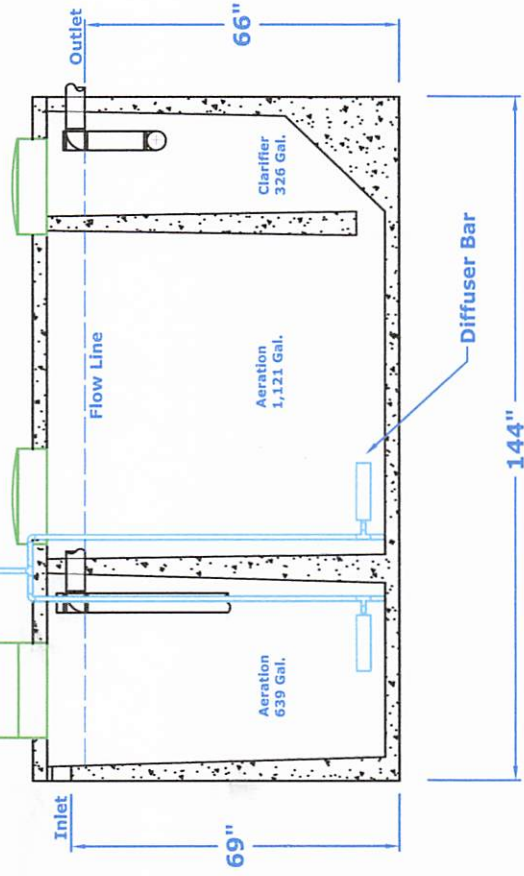 Inlet
69"
Aeration
639 Gal.
Flow Line
Aeration
1,121 Gal.
Clarifier
326 Gal.
Outlet
66"
Diffuser Bar
144"